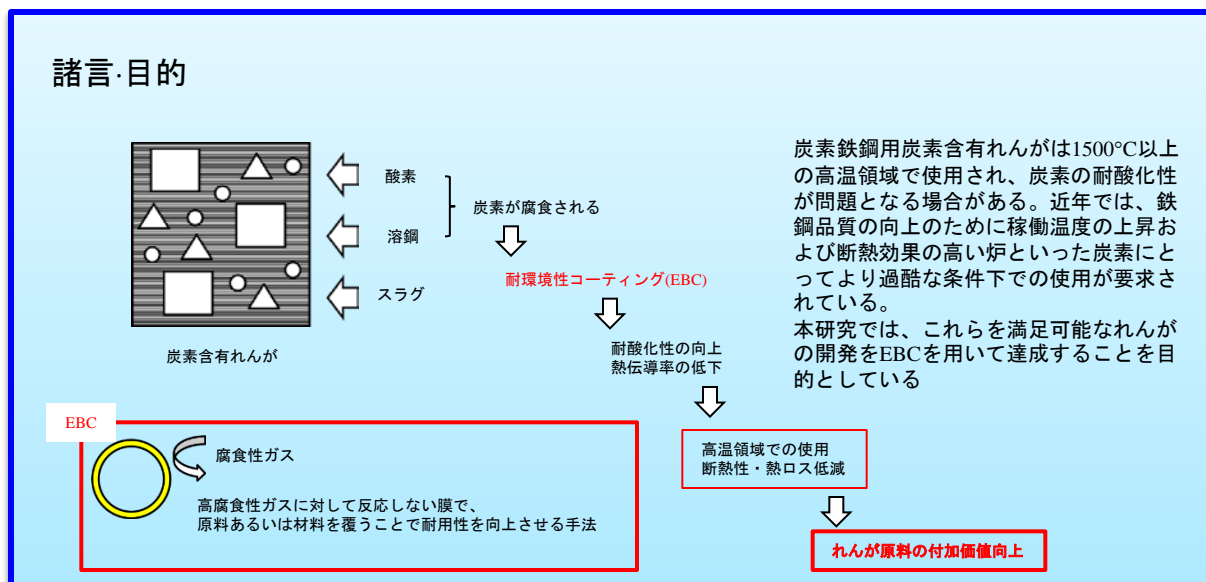 諸言·目的
酸素
溶鋼
スラグ
炭素が腐食される
炭素含有れんが
耐環境性コーティング(EBC)
耐酸化性の向上
熱伝導率の低下
高温領域での使用
断熱性・熱ロス低減
れんが原料の付加価値向上
炭素鉄鋼用炭素含有れんがは1500°C以上
の高温領域で使用され、炭素の耐酸化性
が問題となる場合がある。近年では、鉄
鋼品質の向上のために稼働温度の上昇お
よび断熱効果の高い炉といった炭素にと
ってより過酷な条件下での使用が要求さ
れている。
本研究では、これらを満足可能なれんが
の開発をEBCを用いて達成することを目
的としている
EBC
腐食性ガス
高腐食性ガスに対して反応しない膜で、
原料あるいは材料を覆うことで耐用性を向上させる手法